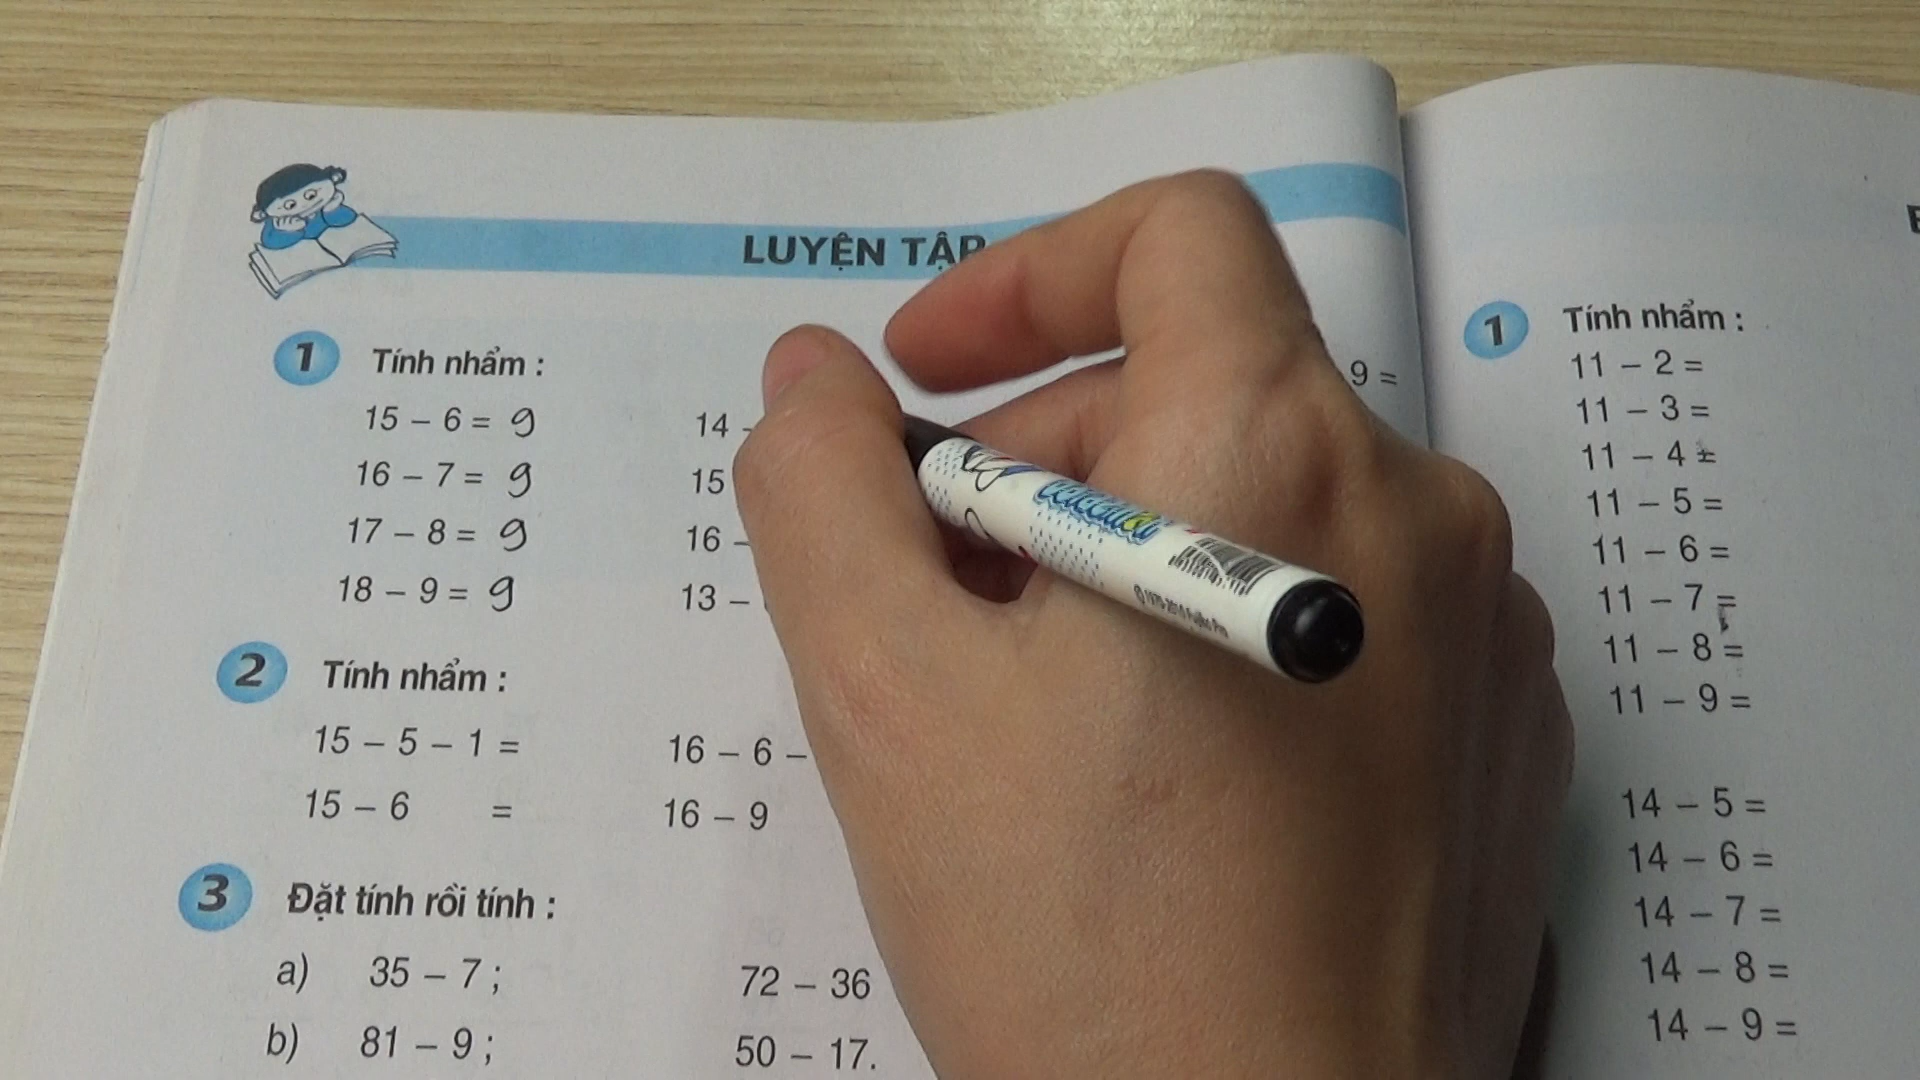 LUYỆN TẬP
1 Tính nhẩm :
15 – 6 = 9
14 -
9 =
16 – 7 = 9
15
17 – 8 = 9
16 –
18 – 9 = 9
13 –
2 Tính nhẩm :
15 – 5 – 1 =
16 – 6 –
15 – 6 =
16 – 9
3 Đặt tính rồi tính :
a) 35 – 7 ;
72 – 36
b) 81 – 9 ;
50 – 17.
1 Tính nhẩm :
11 – 2 =
11 – 3 =
11 – 4 =
11 – 5 =
11 – 6 =
11 – 7 =
11 – 8 =
11 – 9 =
14 – 5 =
14 – 6 =
14 – 7 =
14 – 8 =
14 – 9 =